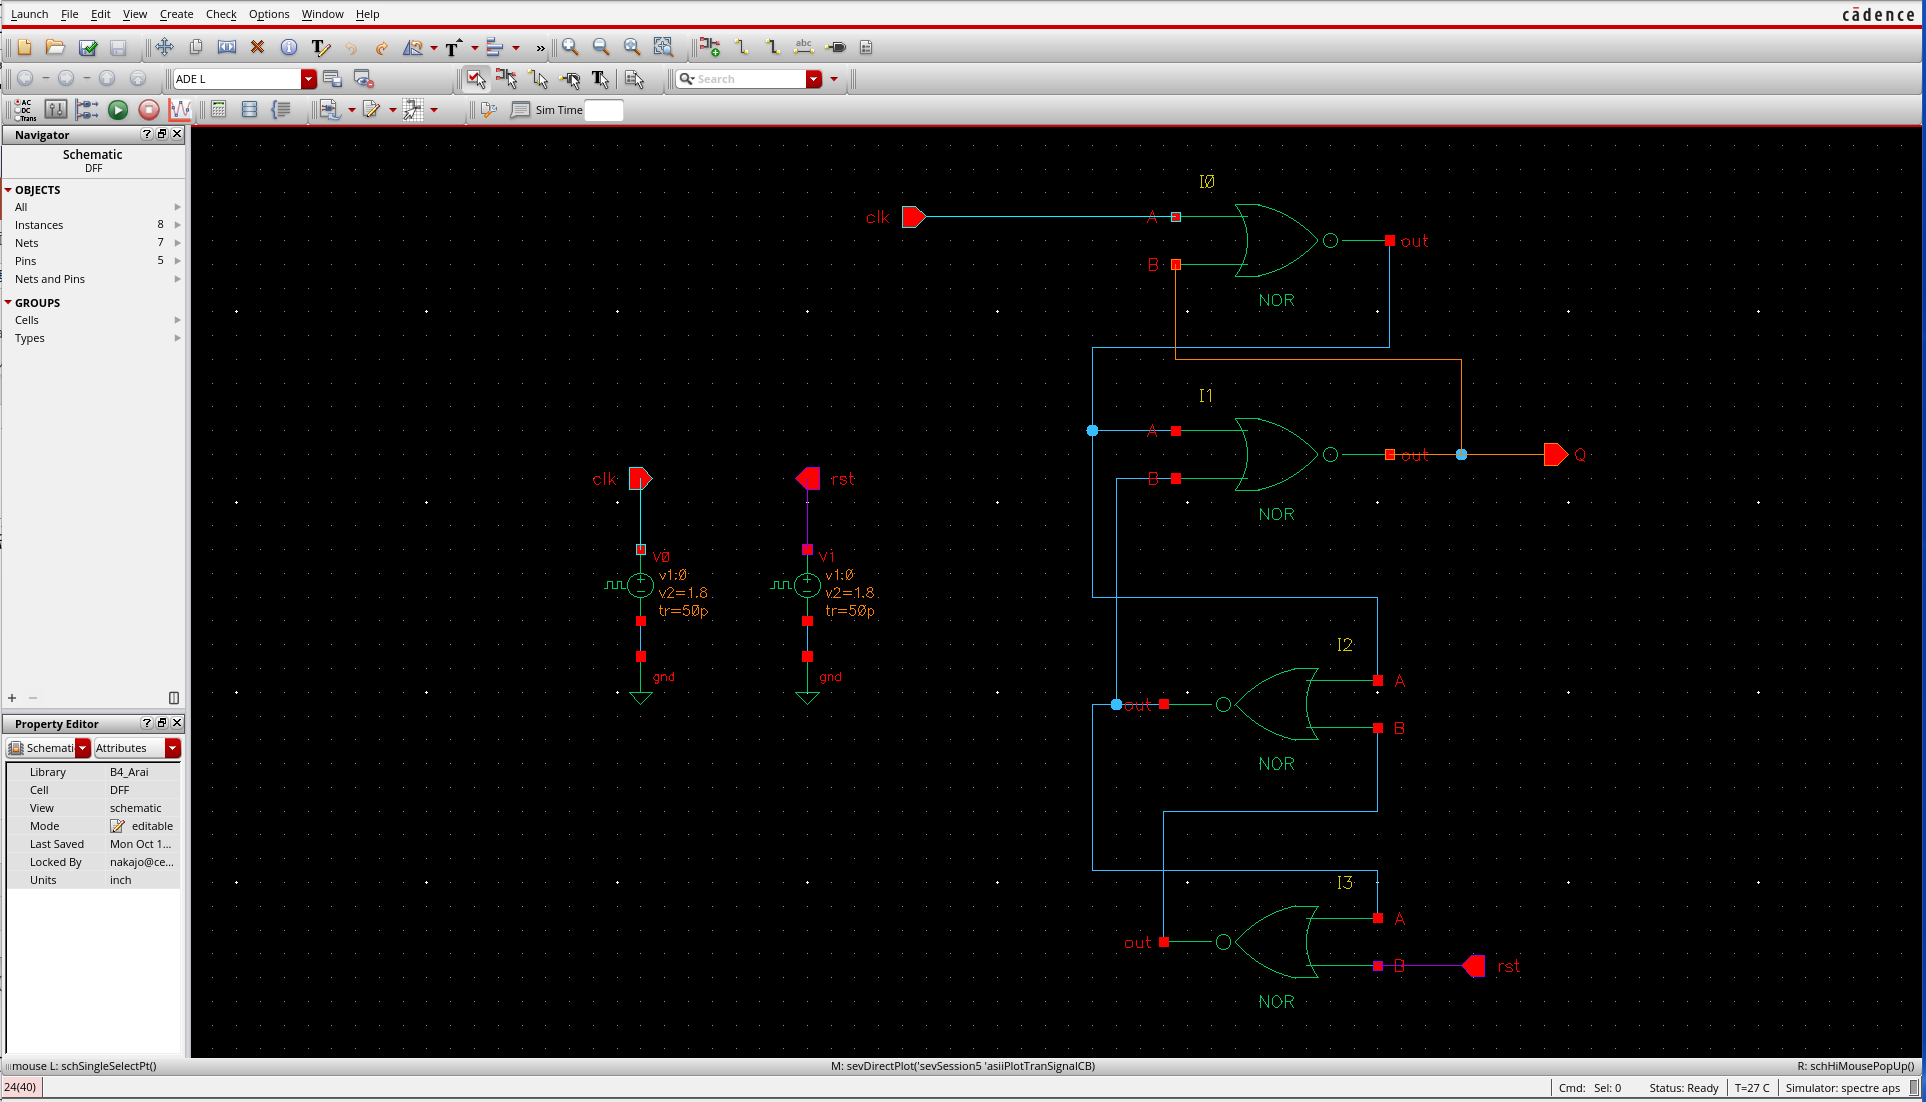 Launch File Edit View Create Check Options Window Help
cādence
abc
»
ADE L
Search
AC
DC
Trans
Sim Time
Navigator
Schematic
DFF
OBJECTS
All
Instances 8
Nets 7
Pins 5
Nets and Pins
GROUPS
Cells
Types
Property Editor
Schemati Attributes
Library B4_Arai
Cell DFF
View schematic
Mode editable
Last Saved Mon Oct 1...
Locked By nakajo@ce...
Units inch
I0
clk A
out
B
NOR
I1
A
out Q
B
NOR
clk
rst
V0
v1:0
v2=1.8
tr=50p
gnd
V1
v1:0
v2=1.8
tr=50p
gnd
I2
A
out
B
NOR
I3
A
out
B rst
NOR
mouse L: schSingleSelectPt()
M: sevDirectPlot('sevSession5 'asiiPlotTranSignalCB)
R: schHiMousePopUp()
24(40)
Cmd: Sel: 0 Status: Ready T=27 C Simulator: spectre aps